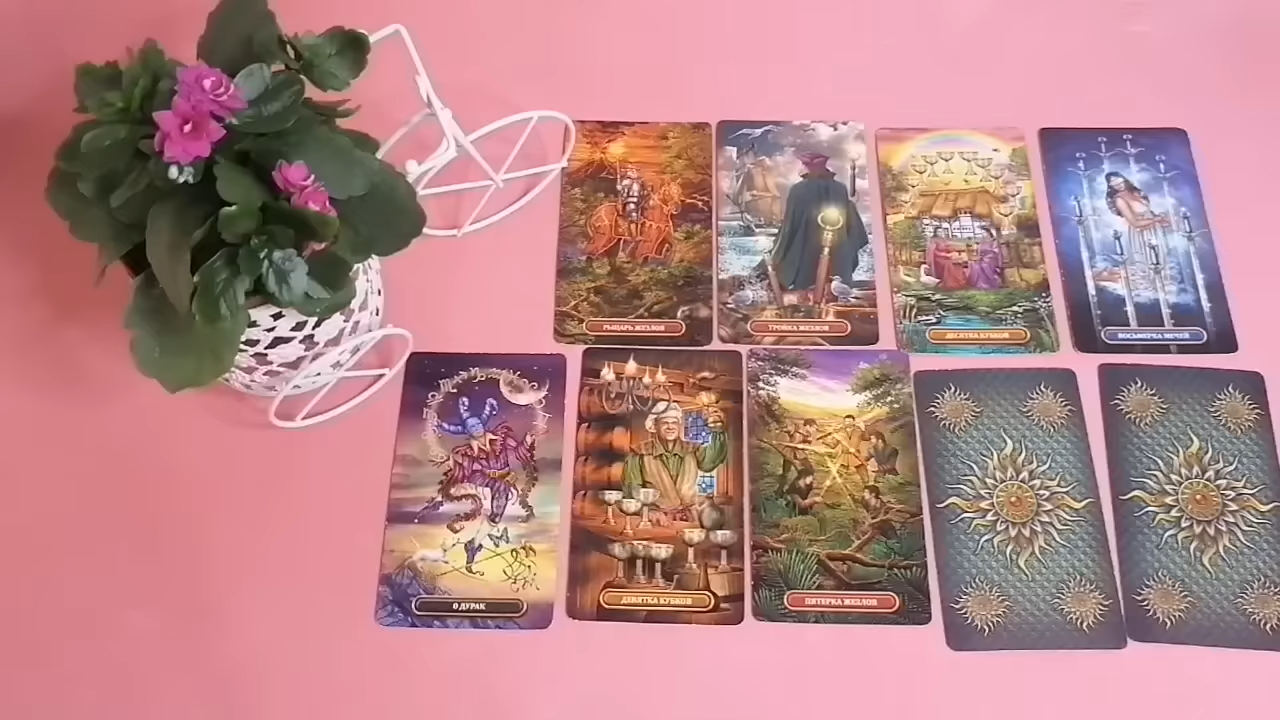 РЫЦАРЬ ЖЕЗЛОВ
ТРОЙКА ЖЕЗЛОВ
ДЕСЯТКА КУБКОВ
ВОСЬМЕРКА МЕЧЕЙ
0 ДУРАК
ДЕВЯТКА КУБКОВ
ПЯТЕРКА ЖЕЗЛОВ